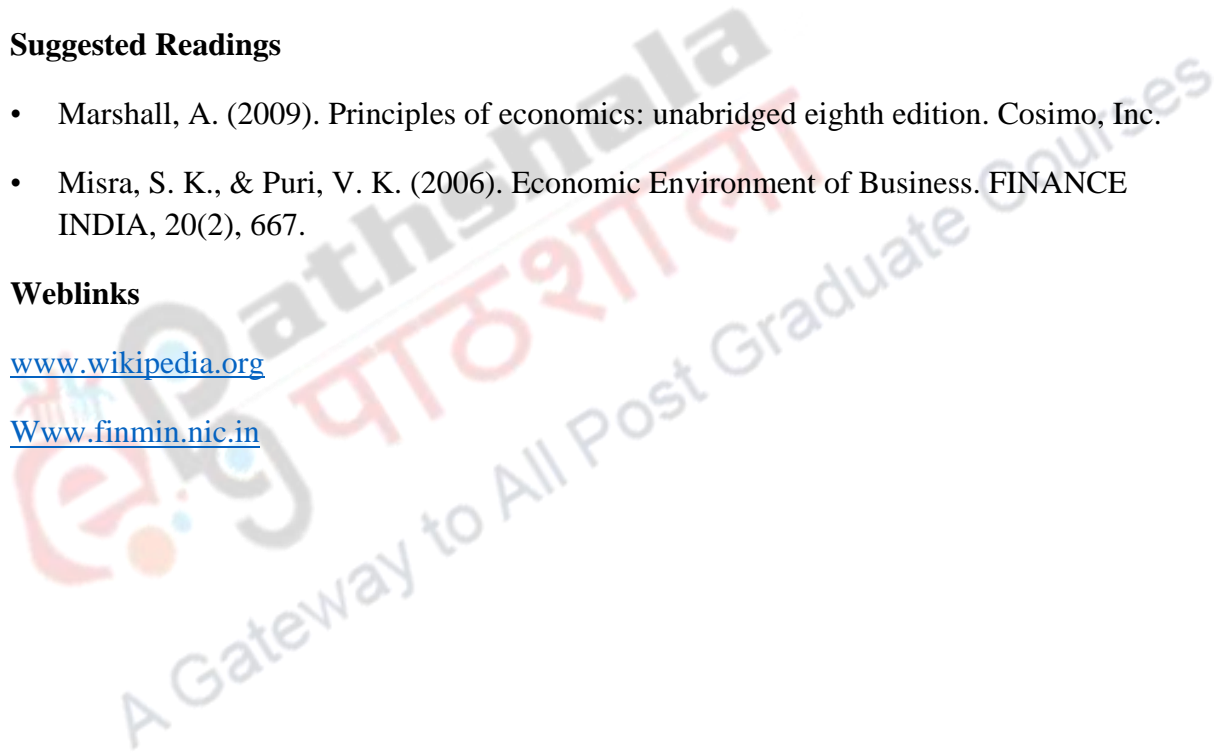 Suggested Readings
• Marshall, A. (2009). Principles of economics: unabridged eighth edition. Cosimo, Inc.
• Misra, S. K., & Puri, V. K. (2006). Economic Environment of Business. FINANCE
INDIA, 20(2), 667.
Weblinks
www.wikipedia.org
Www.finmin.nic.in
Pathshala
पाठशाला
A Gateway to All Post Graduate Courses